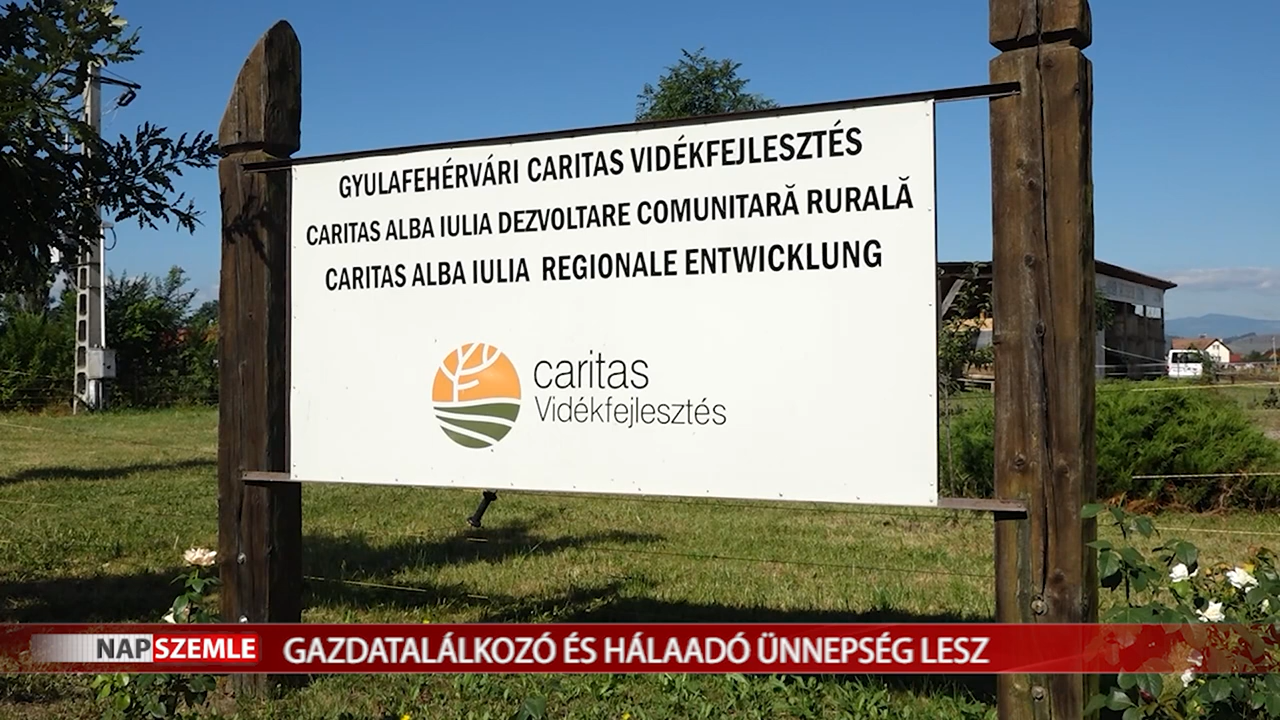 GYULAFEHÉRVÁRI CARITAS VIDÉKFEJLESZTÉS
CARITAS ALBA IULIA DEZVOLTARE COMUNITARĂ RURALĂ
CARITAS ALBA IULIA REGIONALE ENTWICKLUNG
caritas
Vidékfejlesztés
NAPSZEMLE
GAZDATALÁLKOZÓ ÉS HÁLAADÓ ÜNNEPSÉG LESZ